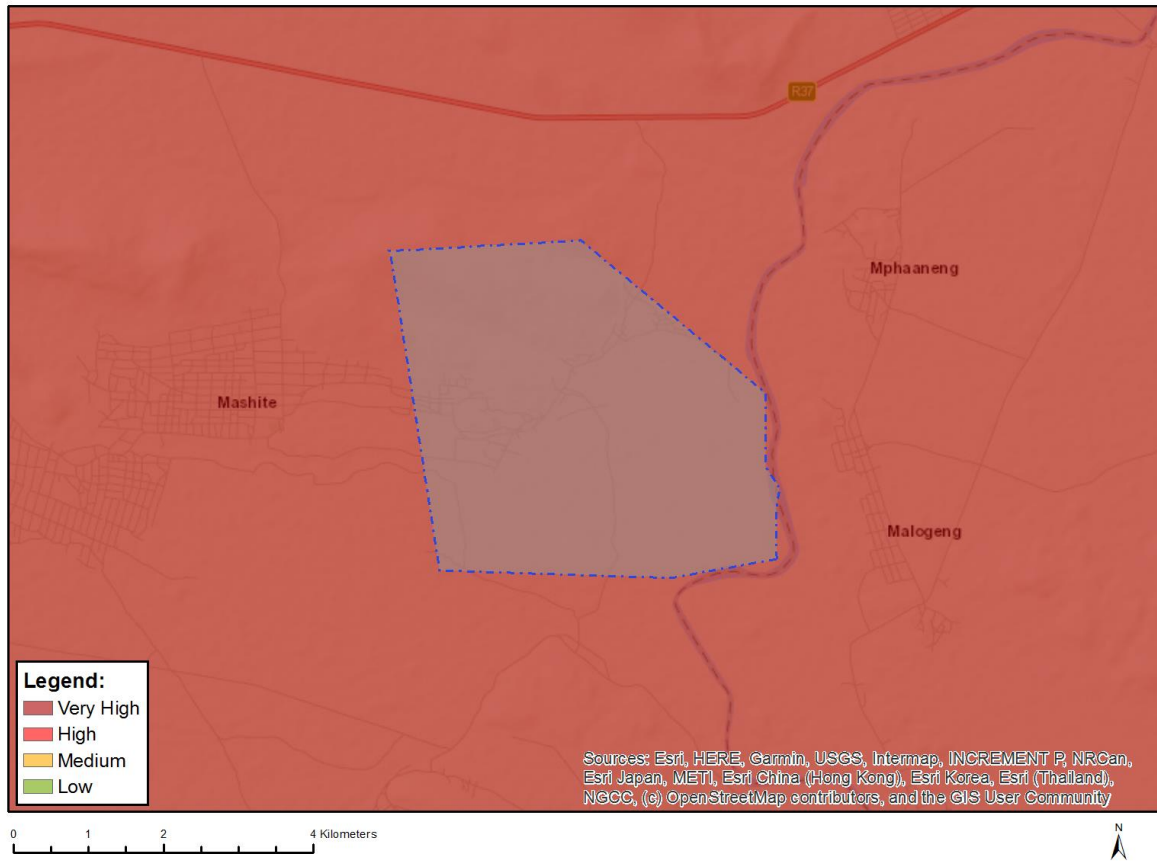 R37
Mphaaneng
Mashite
Malogeng
Legend:
Very High
High
Medium
Low
Sources: Esri, HERE, Garmin, USGS, Intermap, INCREMENT P, NRCan,
Esri Japan, METI, Esri China (Hong Kong), Esri Korea, Esri (Thailand),
NGCC, (c) OpenStreetMap contributors, and the GIS User Community
0 1 2 4 Kilometers
N